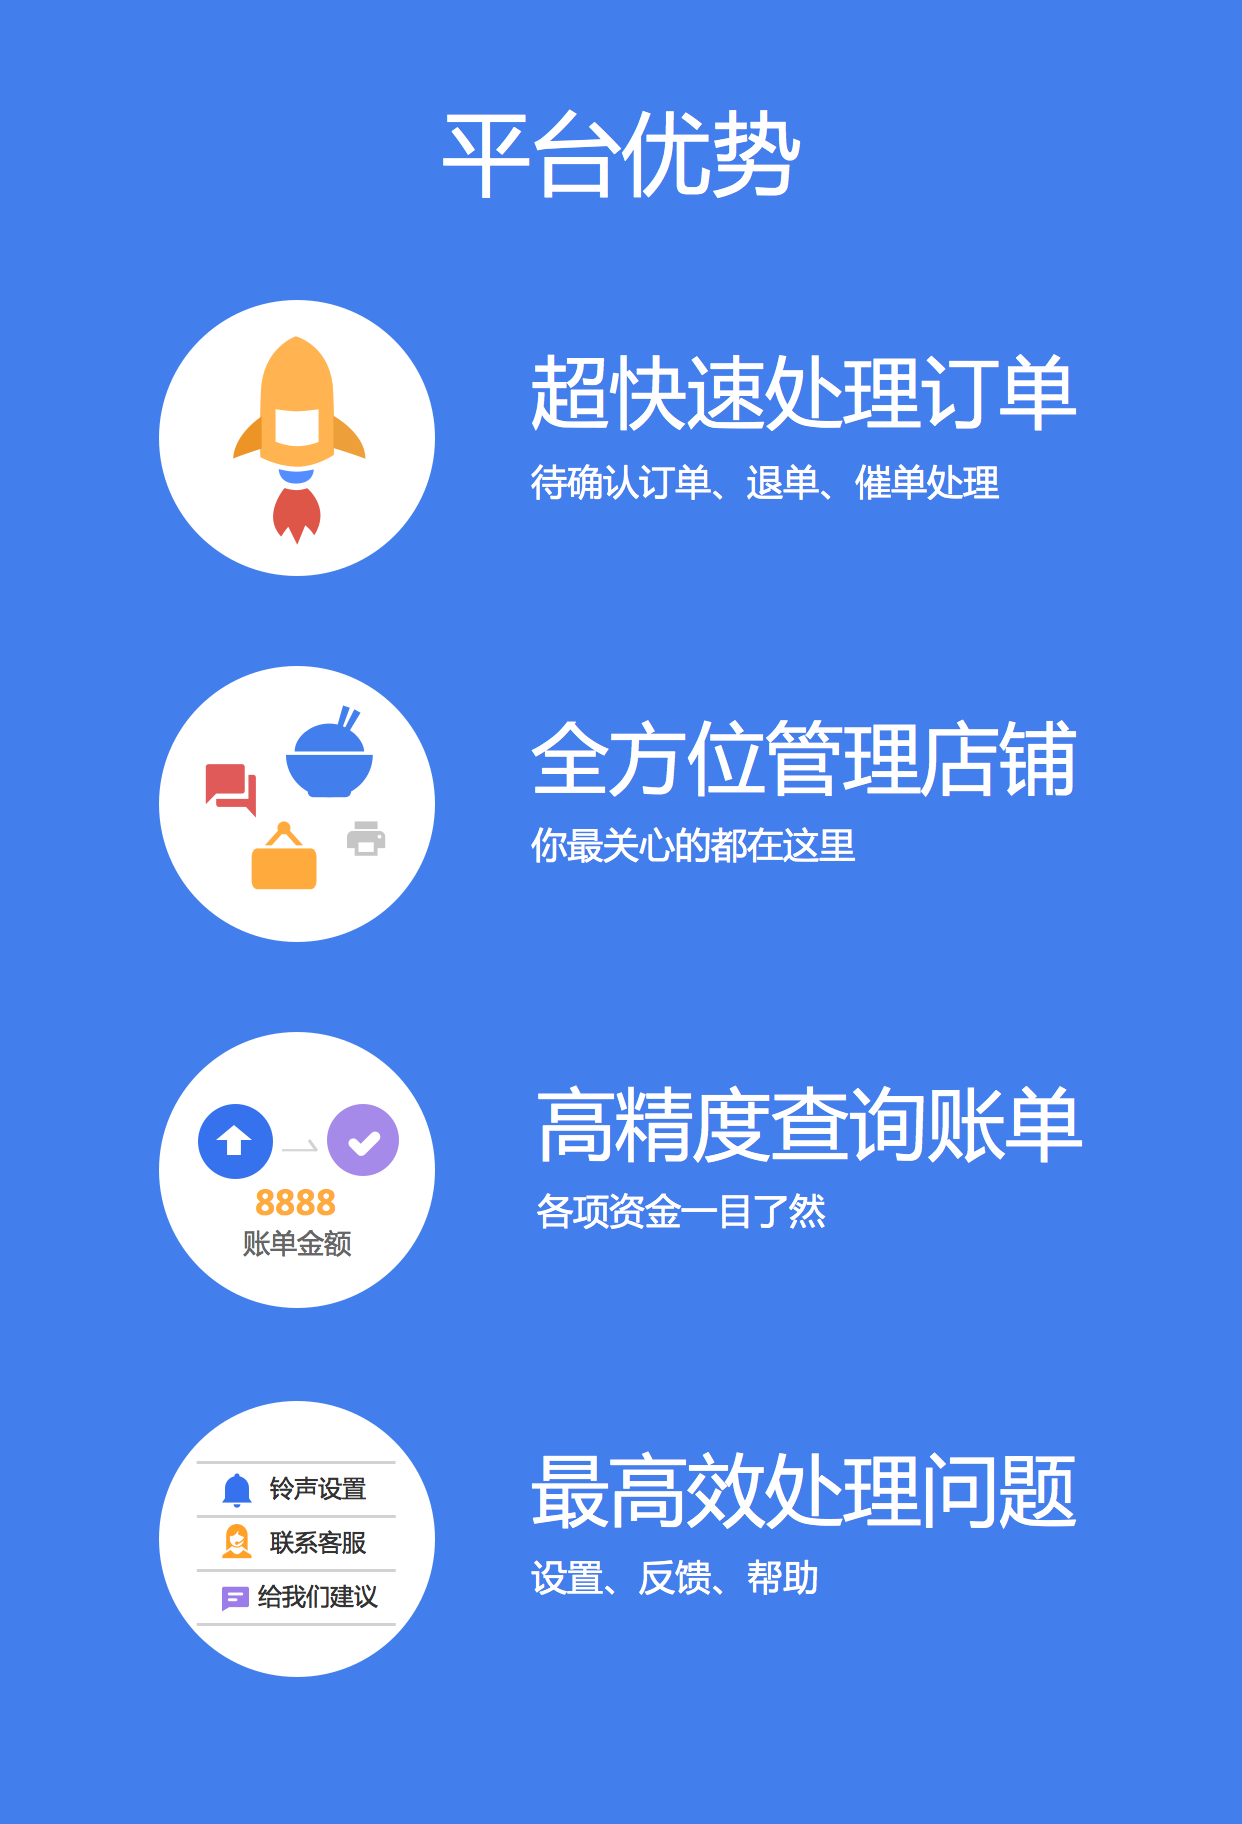 平台优势
超快速处理订单
待确认订单、退单、催单处理
全方位管理店铺
你最关心的都在这里
高精度查询账单
各项资金一目了然
8888
账单金额
最高效处理问题
设置、反馈、帮助
铃声设置
联系客服
给我们建议